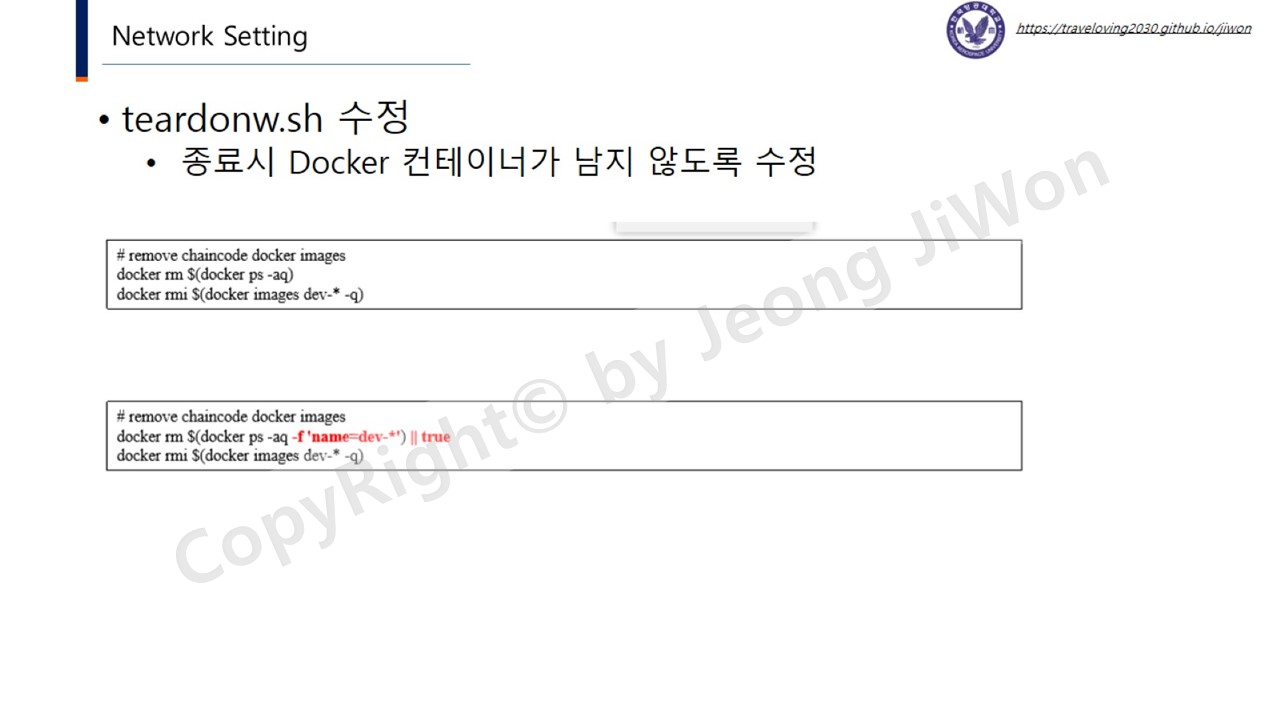 Network Setting
https://traveloving2030.github.io/jiwon
• teardonw.sh 수정
• 종료시 Docker 컨테이너가 남지 않도록 수정
# remove chaincode docker images
docker rm $(docker ps -aq)
docker rmi $(docker images dev-* -q)
# remove chaincode docker images
docker rm $(docker ps -aq -f 'name=dev-*') || true
docker rmi $(docker images dev-* -q)
CopyRight© by Jeong JiWon